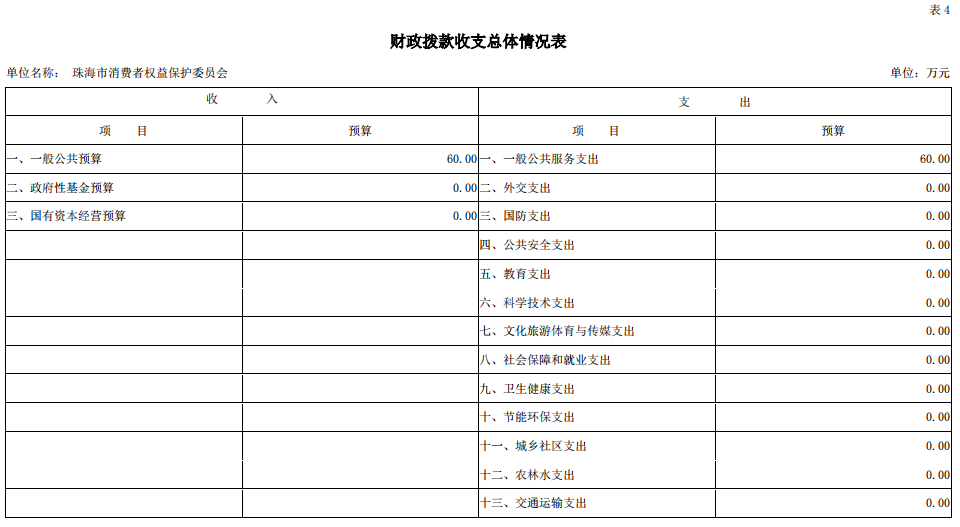 表 4
财政拨款收支总体情况表
单位名称： 珠海市消费者权益保护委员会 单位：万元
收 入 支 出
项 目 预算 项 目 预算
一、一般公共预算 60.00 一、一般公共服务支出 60.00
二、政府性基金预算 0.00 二、外交支出 0.00
三、国有资本经营预算 0.00 三、国防支出 0.00
四、公共安全支出 0.00
五、教育支出 0.00
六、科学技术支出 0.00
七、文化旅游体育与传媒支出 0.00
八、社会保障和就业支出 0.00
九、卫生健康支出 0.00
十、节能环保支出 0.00
十一、城乡社区支出 0.00
十二、农林水支出 0.00
十三、交通运输支出 0.00